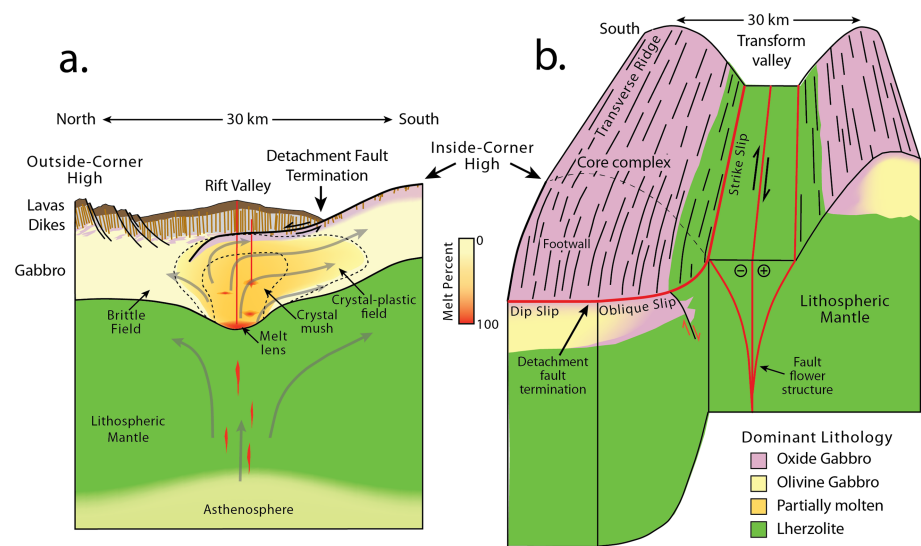 a.
North
30 km
South
Outside-Corner
High
Rift Valley
Detachment Fault
Termination
Inside-Corner
High
Lavas
Dikes
Gabbro
Brittle
Field
Crystal
mush
Crystal-plastic
field
Melt
lens
Lithospheric
Mantle
Asthenosphere
Melt Percent
0
100
b.
South
30 km
Transform
valley
Transverse Ridge
Core complex
Strike Slip
Footwall
Dip Slip
Oblique Slip
Detachment
fault
termination
Lithospheric
Mantle
Fault
flower
structure
Dominant Lithology
Oxide Gabbro
Olivine Gabbro
Partially molten
Lherzolite